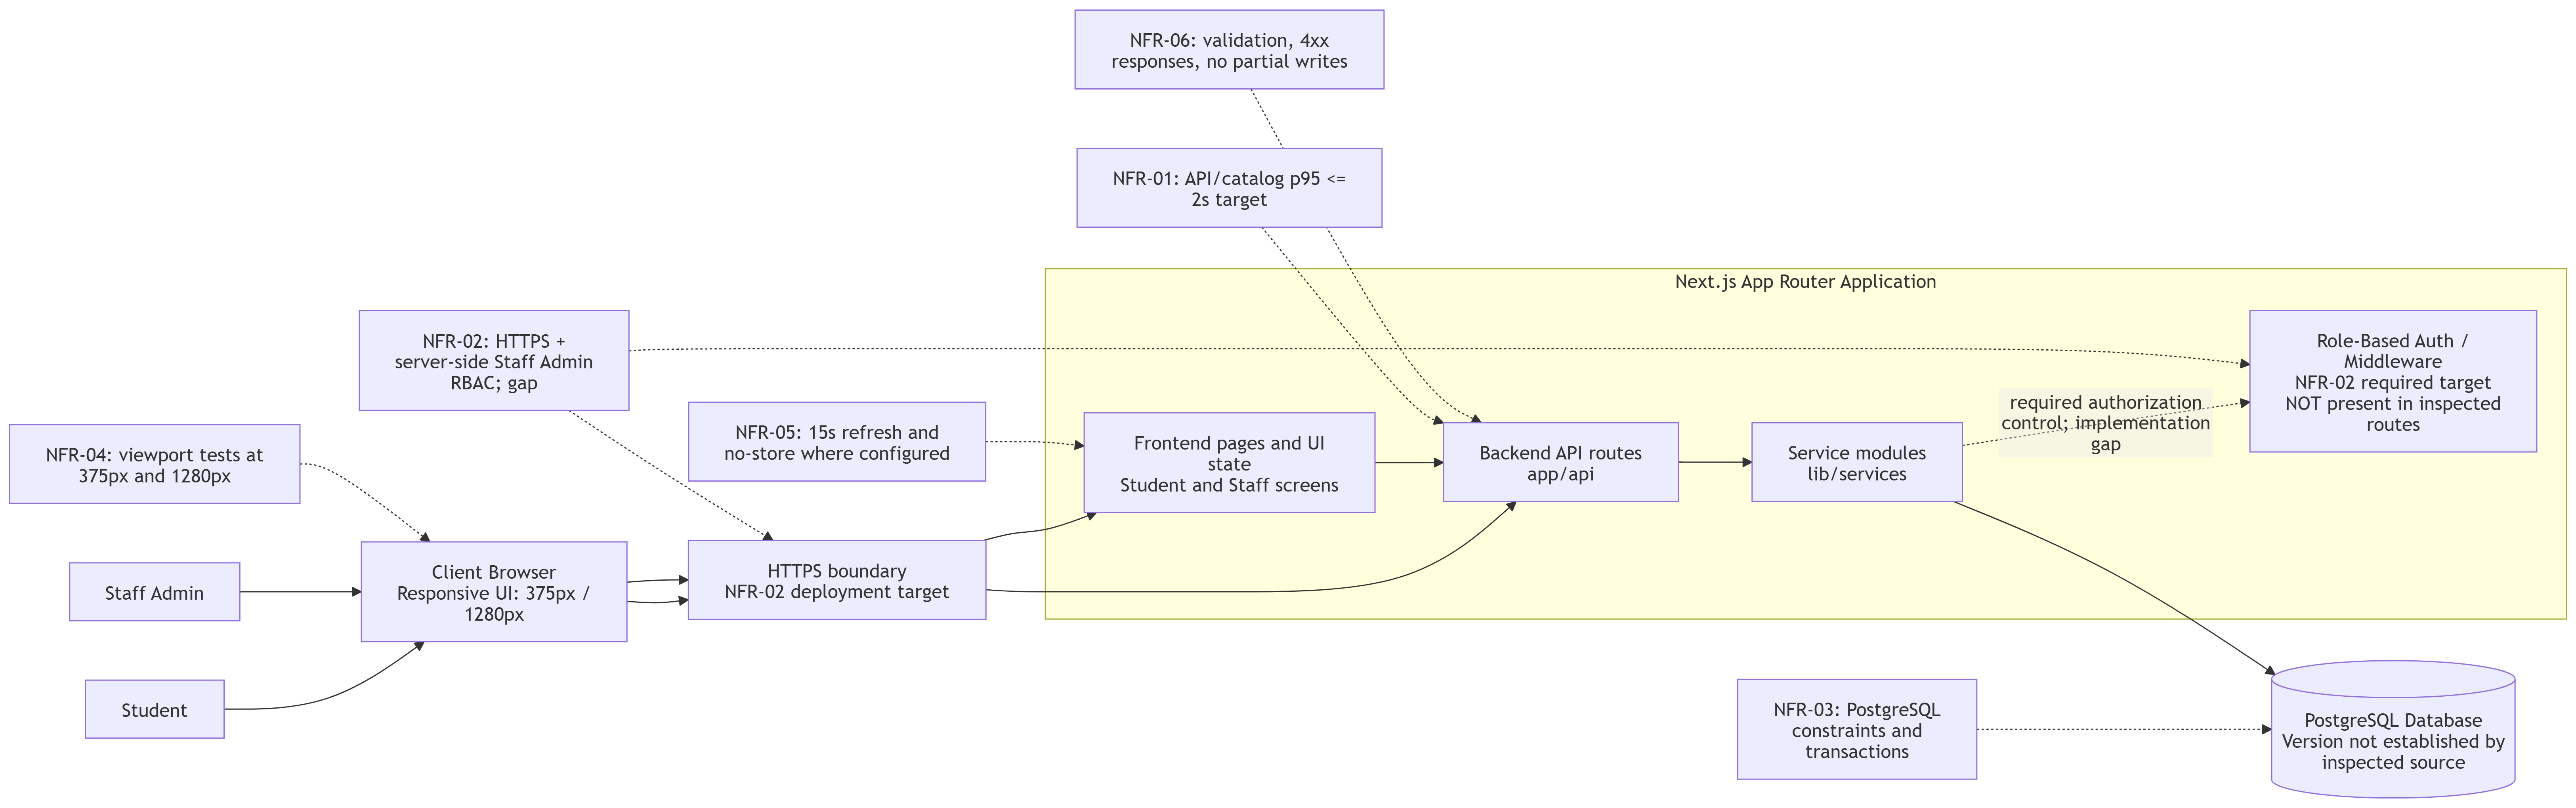 NFR-06: validation, 4xx
responses, no partial writes
NFR-01: API/catalog p95 <=
2s target
Next.js App Router Application
NFR-02: HTTPS +
server-side Staff Admin
RBAC; gap
Role-Based Auth /
Middleware
NFR-02 required target
NOT present in inspected
routes
required authorization
control; implementation
gap
NFR-04: viewport tests at
375px and 1280px
NFR-05: 15s refresh and
no-store where configured
Frontend pages and UI
state
Student and Staff screens
Backend API routes
app/api
Service modules
lib/services
Staff Admin
Client Browser
Responsive UI: 375px /
1280px
HTTPS boundary
NFR-02 deployment target
Student
NFR-03: PostgreSQL
constraints and
transactions
PostgreSQL Database
Version not established by
inspected source